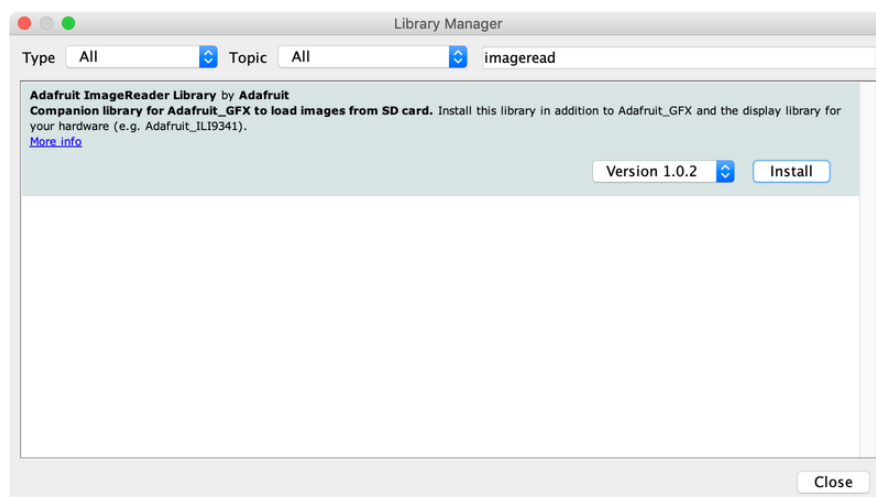 Library Manager
Type All Topic All imageread
Adafruit ImageReader Library by Adafruit
Companion library for Adafruit_GFX to load images from SD card. Install this library in addition to Adafruit_GFX and the display library for
your hardware (e.g. Adafruit_ILI9341).
More info
Version 1.0.2 Install
Close